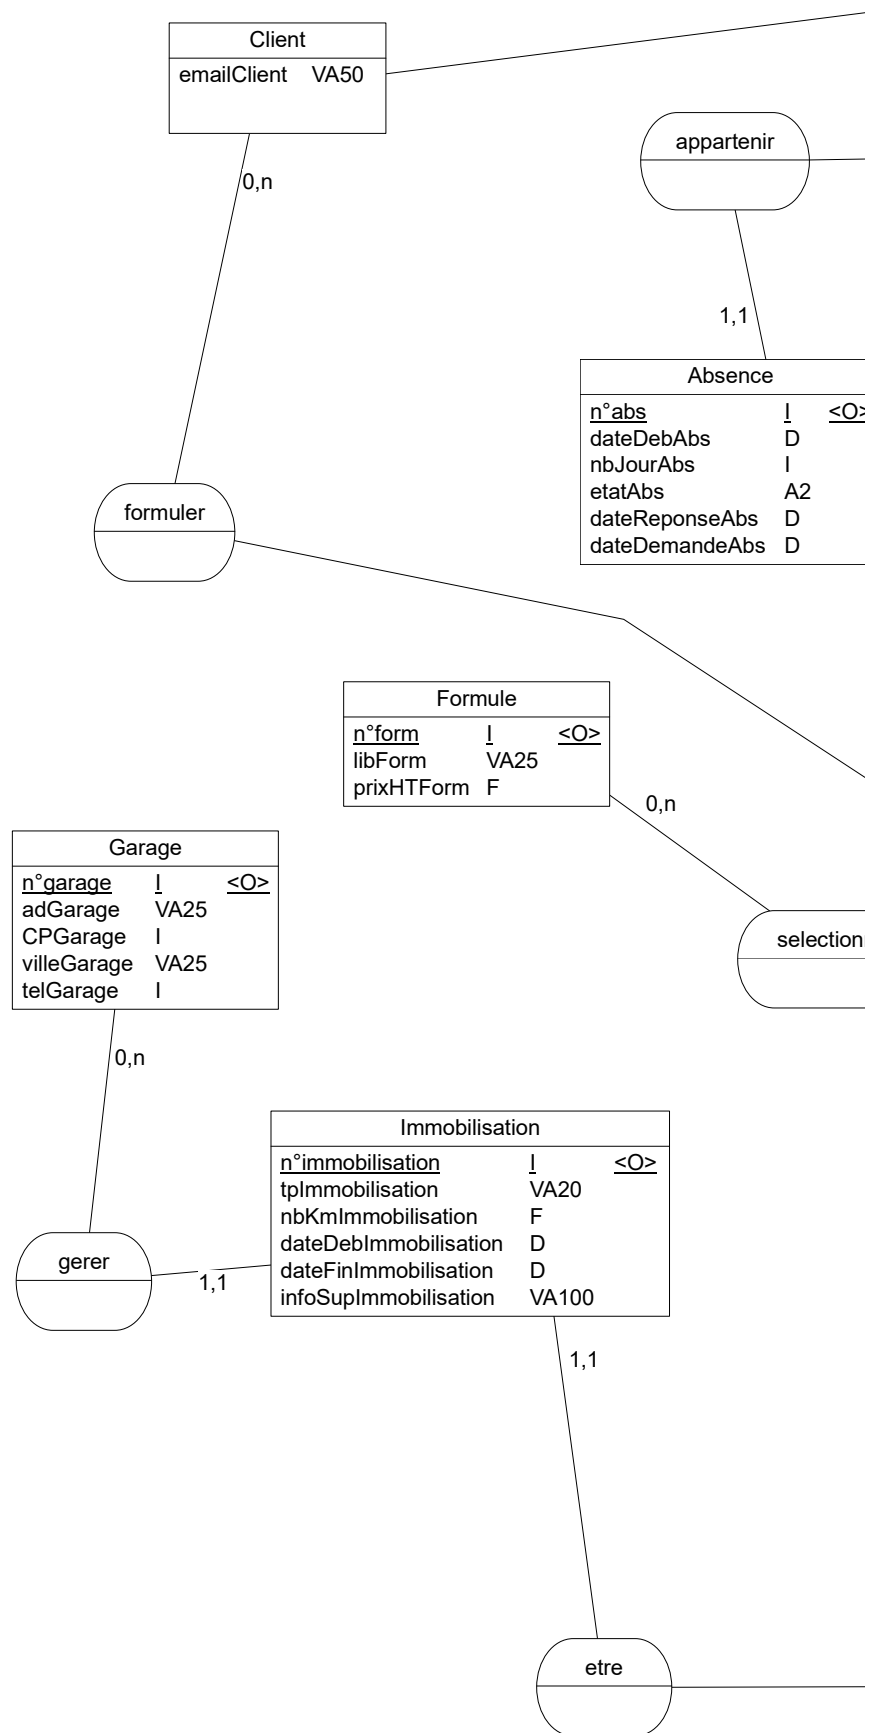 Client
emailClient VA50
0,n
appartenir
1,1
Absence
n°abs I <O>
dateDebAbs D
nbJourAbs I
etatAbs A2
dateReponseAbs D
dateDemandeAbs D
formuler
Formule
n°form I <O>
libForm VA25
prixHTForm F
0,n
Garage
n°garage I <O>
adGarage VA25
CPGarage I
villeGarage VA25
telGarage I
selection
0,n
Immobilisation
n°immobilisation I <O>
tpImmobilisation VA20
nbKmImmobilisation F
dateDebImmobilisation D
dateFinImmobilisation D
infoSupImmobilisation VA100
gerer
1,1
1,1
etre